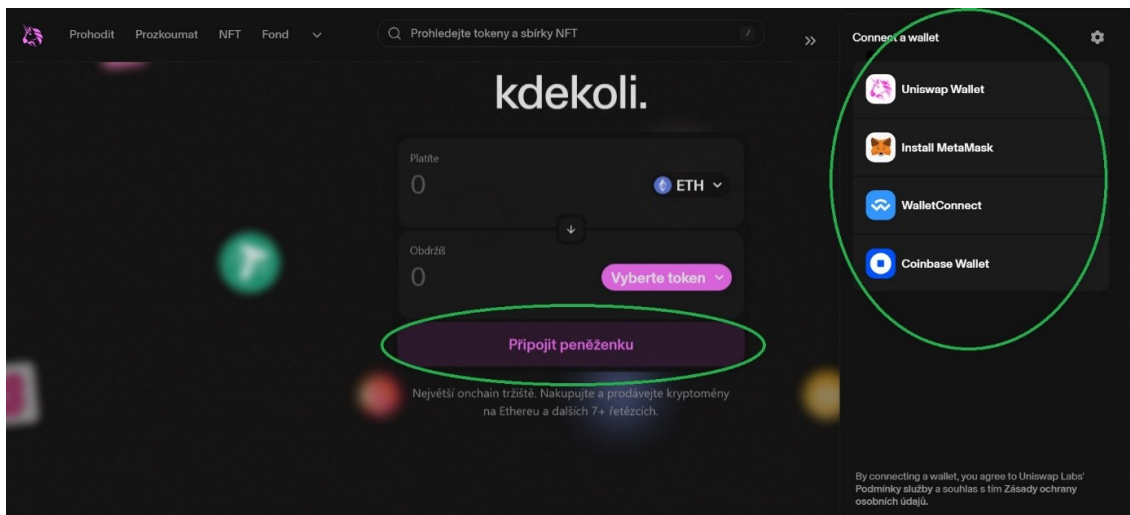 Prohodit Prozkoumat NFT Fond
Prohledejte tokeny a sbírky NFT
/
kdekoli.
Platíte
0
ETH
Obdržíš
0
Vyberte token
Připojit peněženku
Největší onchain tržiště. Nakupujte a prodávejte kryptoměny
na Ethereu a dalších 7+ řetězcích.
Connect a wallet
Uniswap Wallet
Install MetaMask
WalletConnect
Coinbase Wallet
By connecting a wallet, you agree to Uniswap Labs'
Podmínky služby a souhlas s tím Zásady ochrany
osobních údajů.